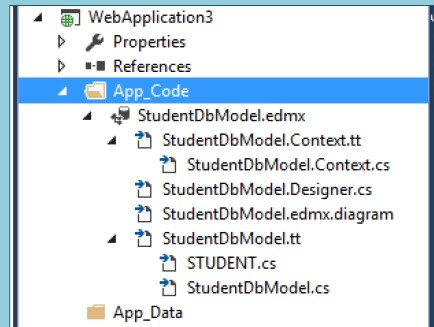 WebApplication3
Properties
References
App_Code
StudentDbModel.edmx
StudentDbModel.Context.tt
StudentDbModel.Context.cs
StudentDbModel.Designer.cs
StudentDbModel.edmx.diagram
StudentDbModel.tt
STUDENT.cs
StudentDbModel.cs
App_Data